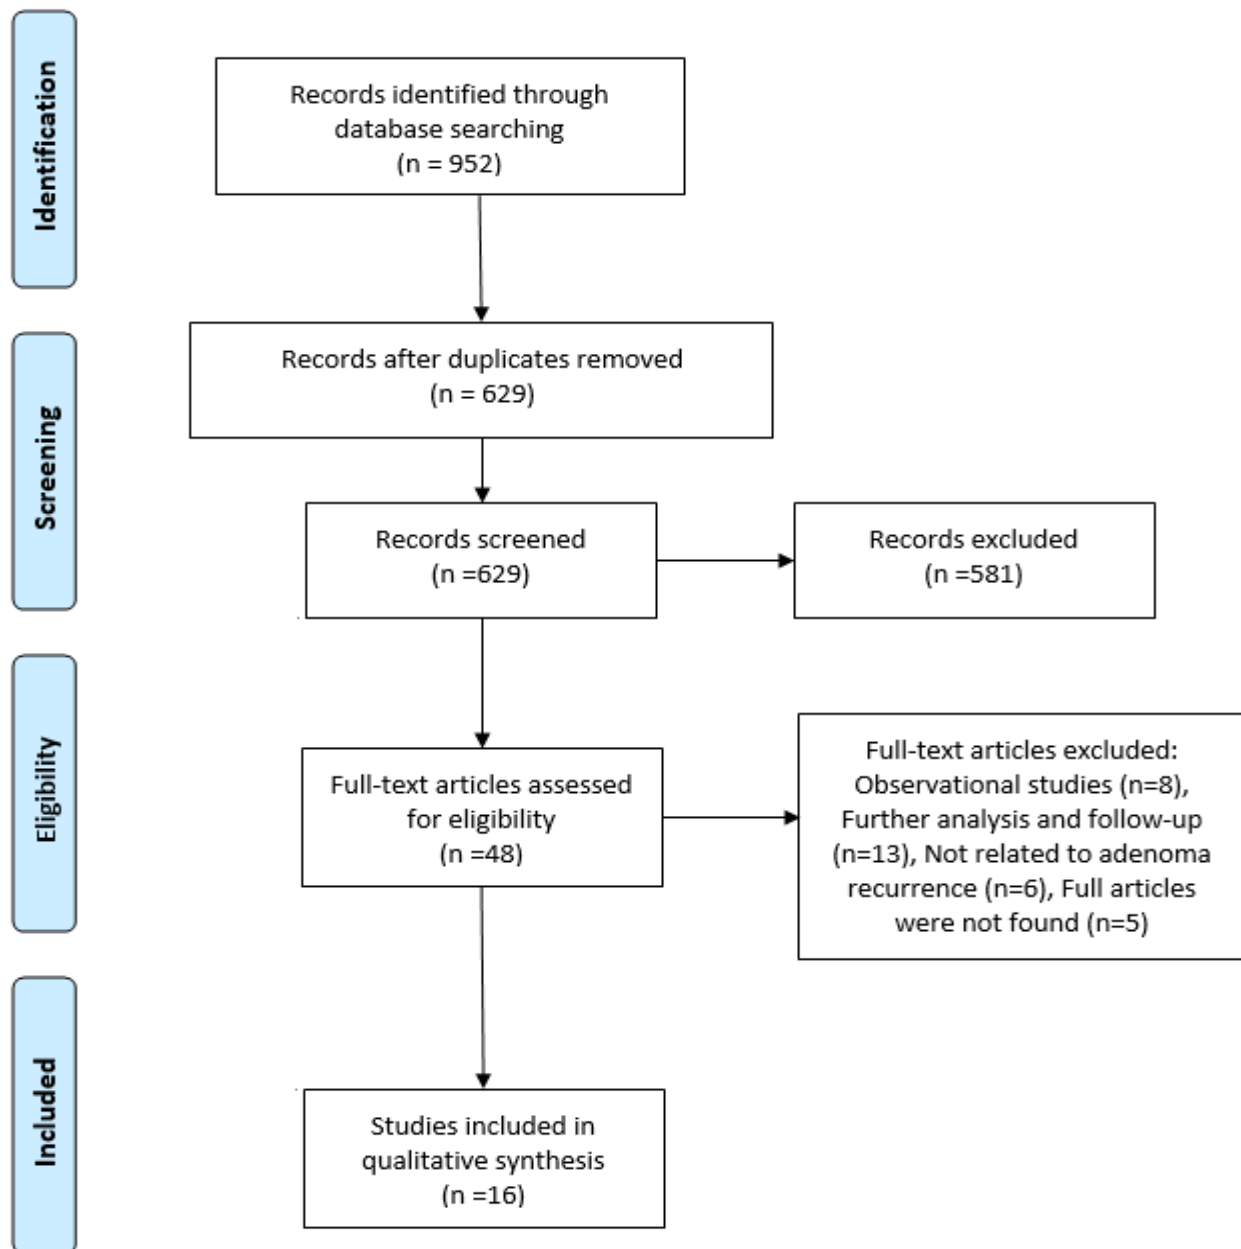 Identification
Records identified through
database searching
(n = 952)
Screening
Records after duplicates removed
(n = 629)
Records screened
(n =629)
Records excluded
(n =581)
Eligibility
Full-text articles assessed
for eligibility
(n =48)
Full-text articles excluded:
Observational studies (n=8),
Further analysis and follow-up
(n=13), Not related to adenoma
recurrence (n=6), Full articles
were not found (n=5)
Included
Studies included in
qualitative synthesis
(n =16)